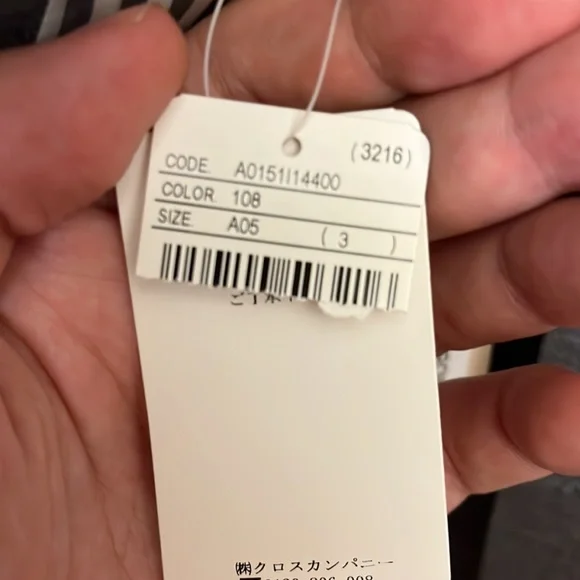 (3216)
CODE. A0151I14400
COLOR. 108
SIZE. A05 ( 3 )
㈱クロスカンパニー